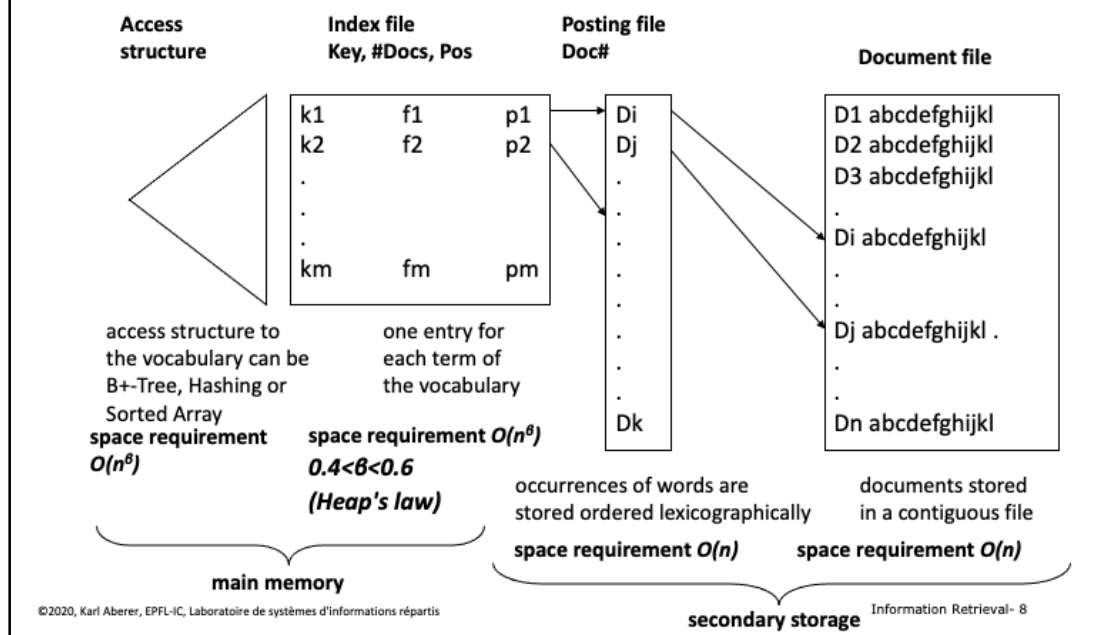 Access
structure
Index file
Key, #Docs, Pos
Posting file
Doc#
Document file
k1 f1 p1
k2 f2 p2
.
.
.
km fm pm
Di
Dj
.
.
.
.
.
.
.
.
Dk
D1 abcdefghijkl
D2 abcdefghijkl
D3 abcdefghijkl
.
Di abcdefghijkl
.
.
Dj abcdefghijkl .
.
.
Dn abcdefghijkl
access structure to
the vocabulary can be
B+-Tree, Hashing or
Sorted Array
space requirement
O(nᵝ)
one entry for
each term of
the vocabulary
space requirement O(nᵝ)
0.4<β<0.6
(Heap's law)
occurrences of words are
stored ordered lexicographically
space requirement O(n)
documents stored
in a contiguous file
space requirement O(n)
main memory
secondary storage
©2020, Karl Aberer, EPFL-IC, Laboratoire de systèmes d'informations répartis
Information Retrieval- 8